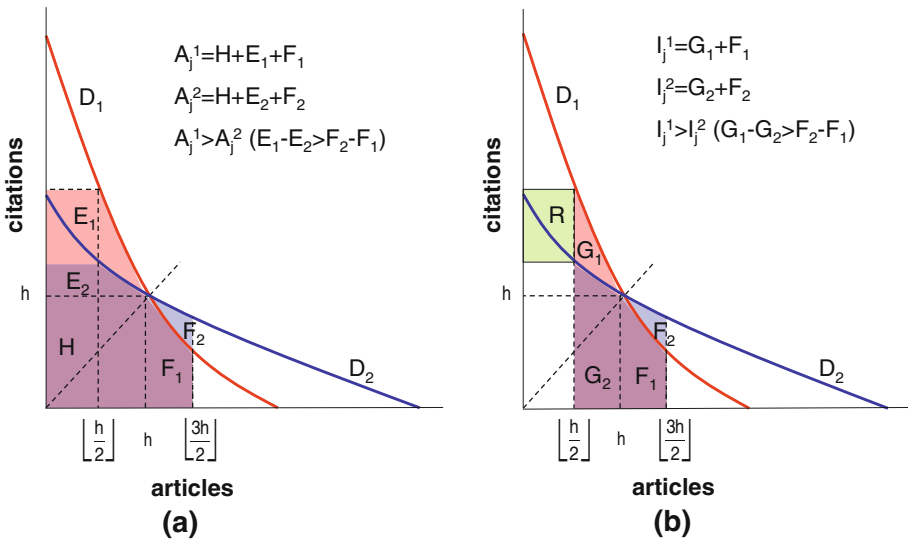 A_j^1=H+E_1+F_1
A_j^2=H+E_2+F_2
A_j^1>A_j^2 (E_1-E_2>F_2-F_1)
D_1
citations
E_1
E_2
h
H
F_2
F_1
D_2
⌊h/2⌋ h ⌊3h/2⌋
articles
(a)
I_j^1=G_1+F_1
I_j^2=G_2+F_2
I_j^1>I_j^2 (G_1-G_2>F_2-F_1)
D_1
citations
R
G_1
h
F_2
G_2 F_1
D_2
⌊h/2⌋ h ⌊3h/2⌋
articles
(b)